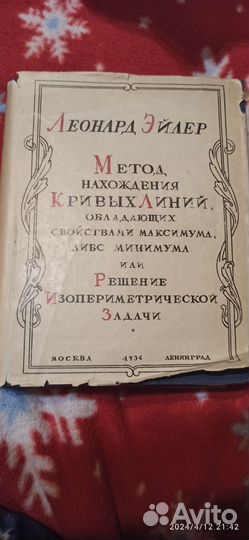 Леонард Эйлер
Метод
нахождения
Кривых Линий,
обладающих
свойствами максимума,
либо минимума
или
Решение
Изопериметрической
Задачи
Москва 1934 Ленинград
Avito
2024/4/12 21:42